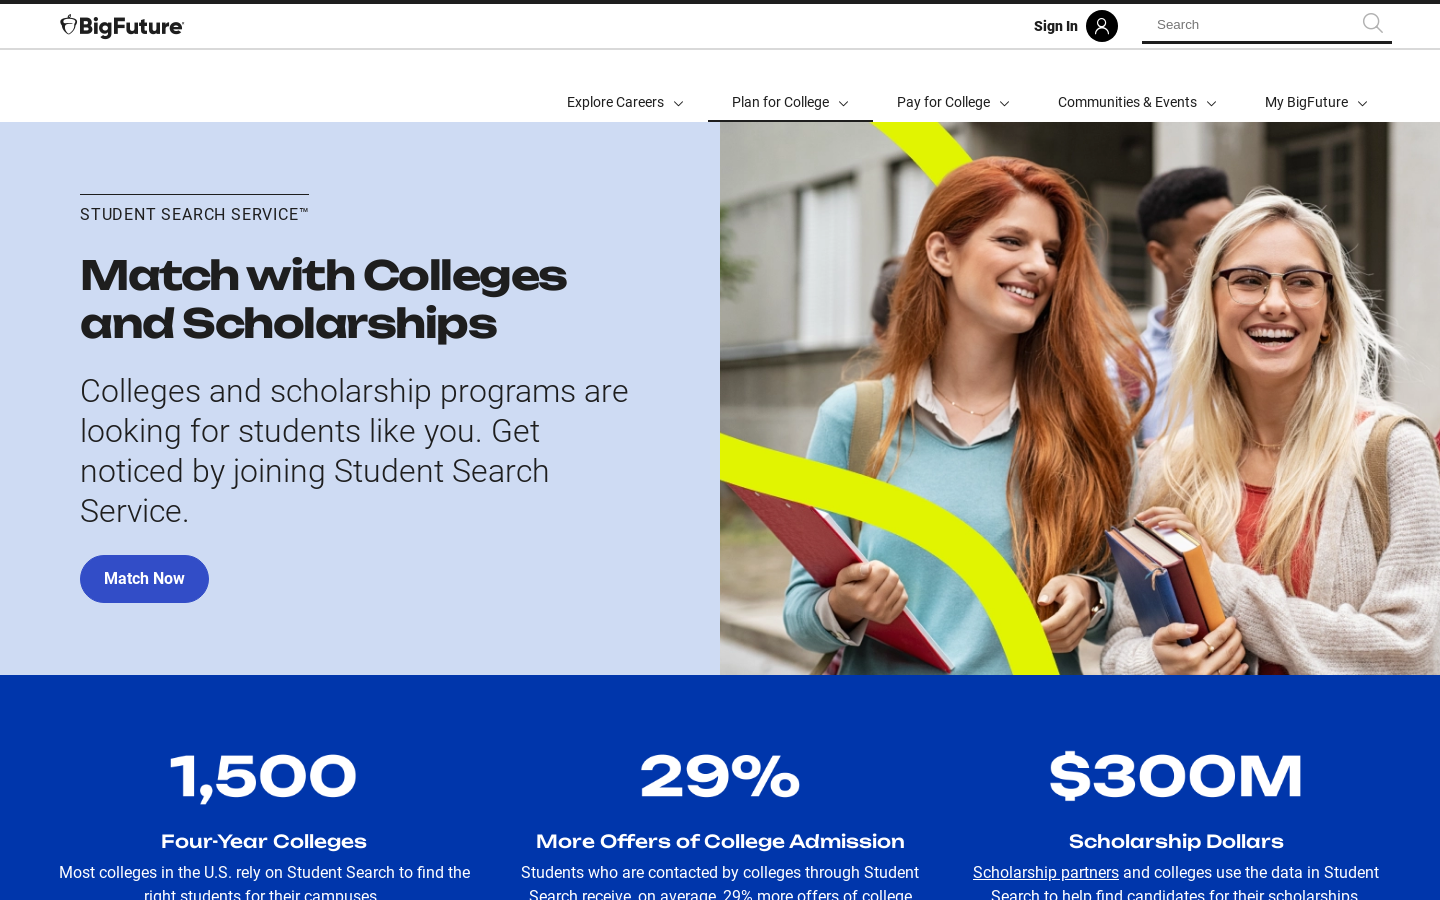 BigFuture
Sign In
Search
Explore Careers
Plan for College
Pay for College
Communities & Events
My BigFuture
STUDENT SEARCH SERVICE™
Match with Colleges
and Scholarships
Colleges and scholarship programs are
looking for students like you. Get
noticed by joining Student Search
Service.
Match Now
1,500
Four-Year Colleges
Most colleges in the U.S. rely on Student Search to find the
right students for their campuses.
29%
More Offers of College Admission
Students who are contacted by colleges through Student
Search receive, on average, 29% more offers of college
$300M
Scholarship Dollars
Scholarship partners and colleges use the data in Student
Search to help find candidates for their scholarships.